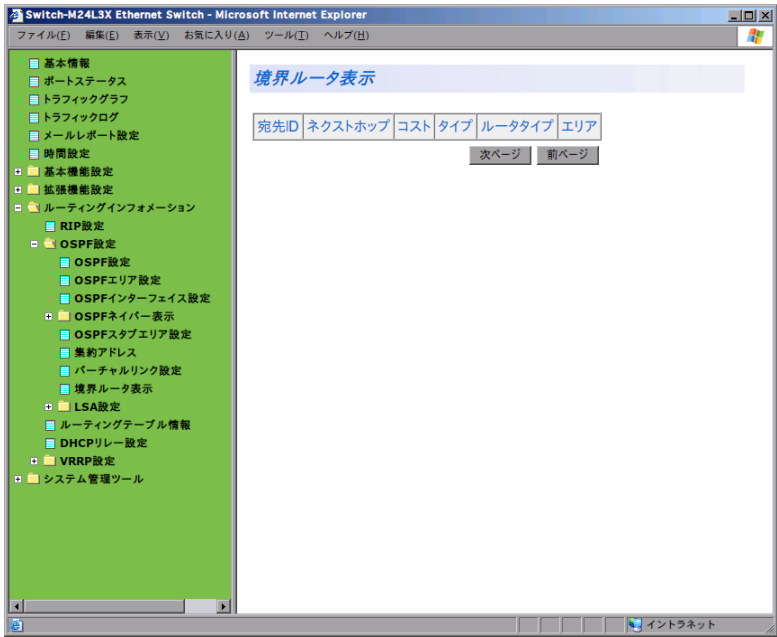 Switch-M24L3X Ethernet Switch - Microsoft Internet Explorer
ファイル(F) 編集(E) 表示(V) お気に入り(A) ツール(T) ヘルプ(H)
基本情報
ポートステータス
トラフィックグラフ
トラフィックログ
メールレポート設定
時間設定
基本機能設定
拡張機能設定
ルーティングインフォメーション
RIP設定
OSPF設定
OSPF設定
OSPFエリア設定
OSPFインターフェイス設定
OSPFネイバー表示
OSPFスタブエリア設定
集約アドレス
バーチャルリンク設定
境界ルータ表示
LSA設定
ルーティングテーブル情報
DHCPリレー設定
VRRP設定
システム管理ツール
境界ルータ表示
宛先ID ネクストホップ コスト タイプ ルータタイプ エリア
次ページ 前ページ
イントラネット